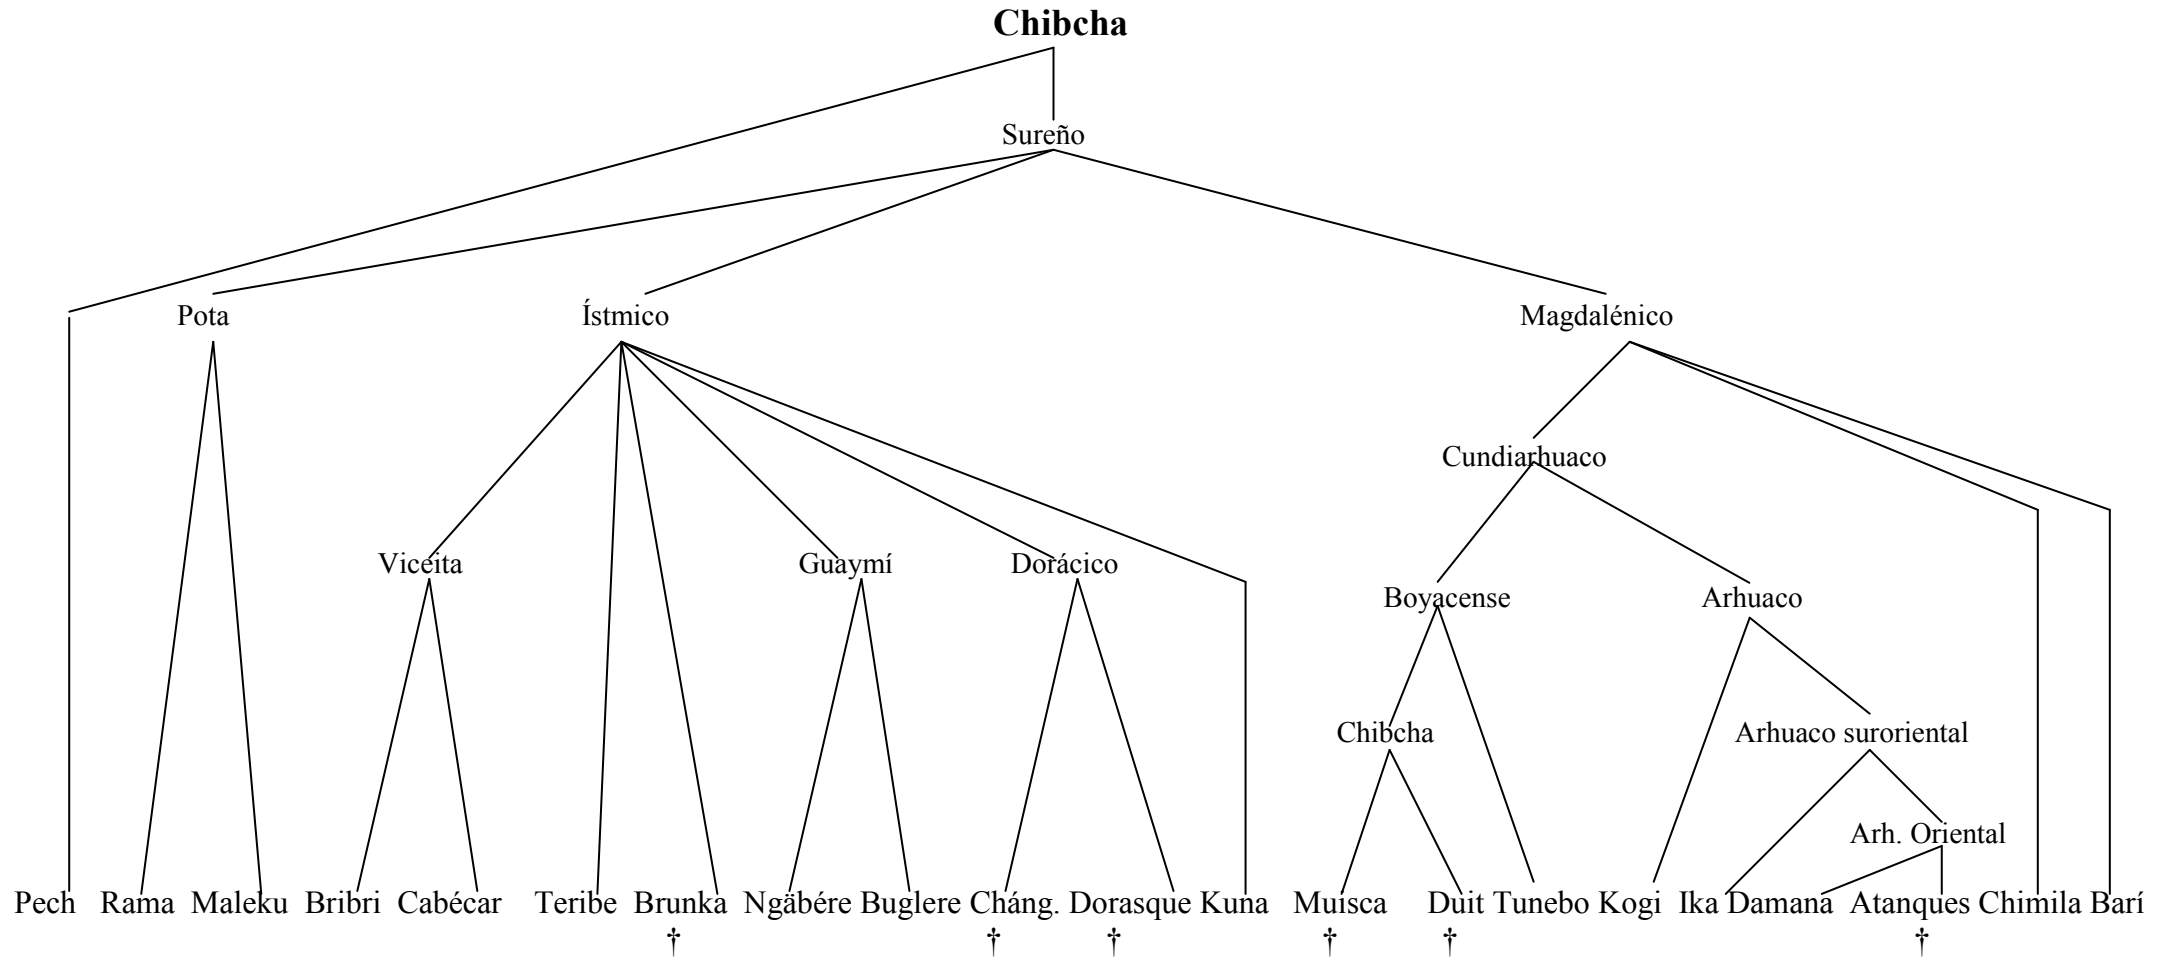 Chibcha
Sureño
Pota Ístmico Magdalénico
Cundiarhuaco
Viceita Guaymí Dorácico
Boyacense Arhuaco
Chibcha Arhuaco suroriental
Arh. Oriental
Pech Rama Maleku Bribri Cabécar Teribe Brunka Ngäbére Buglere Cháng. Dorasque Kuna Muisca Duit Tunebo Kogi Ika Damana Atanques Chimila Barí
† † † † † †